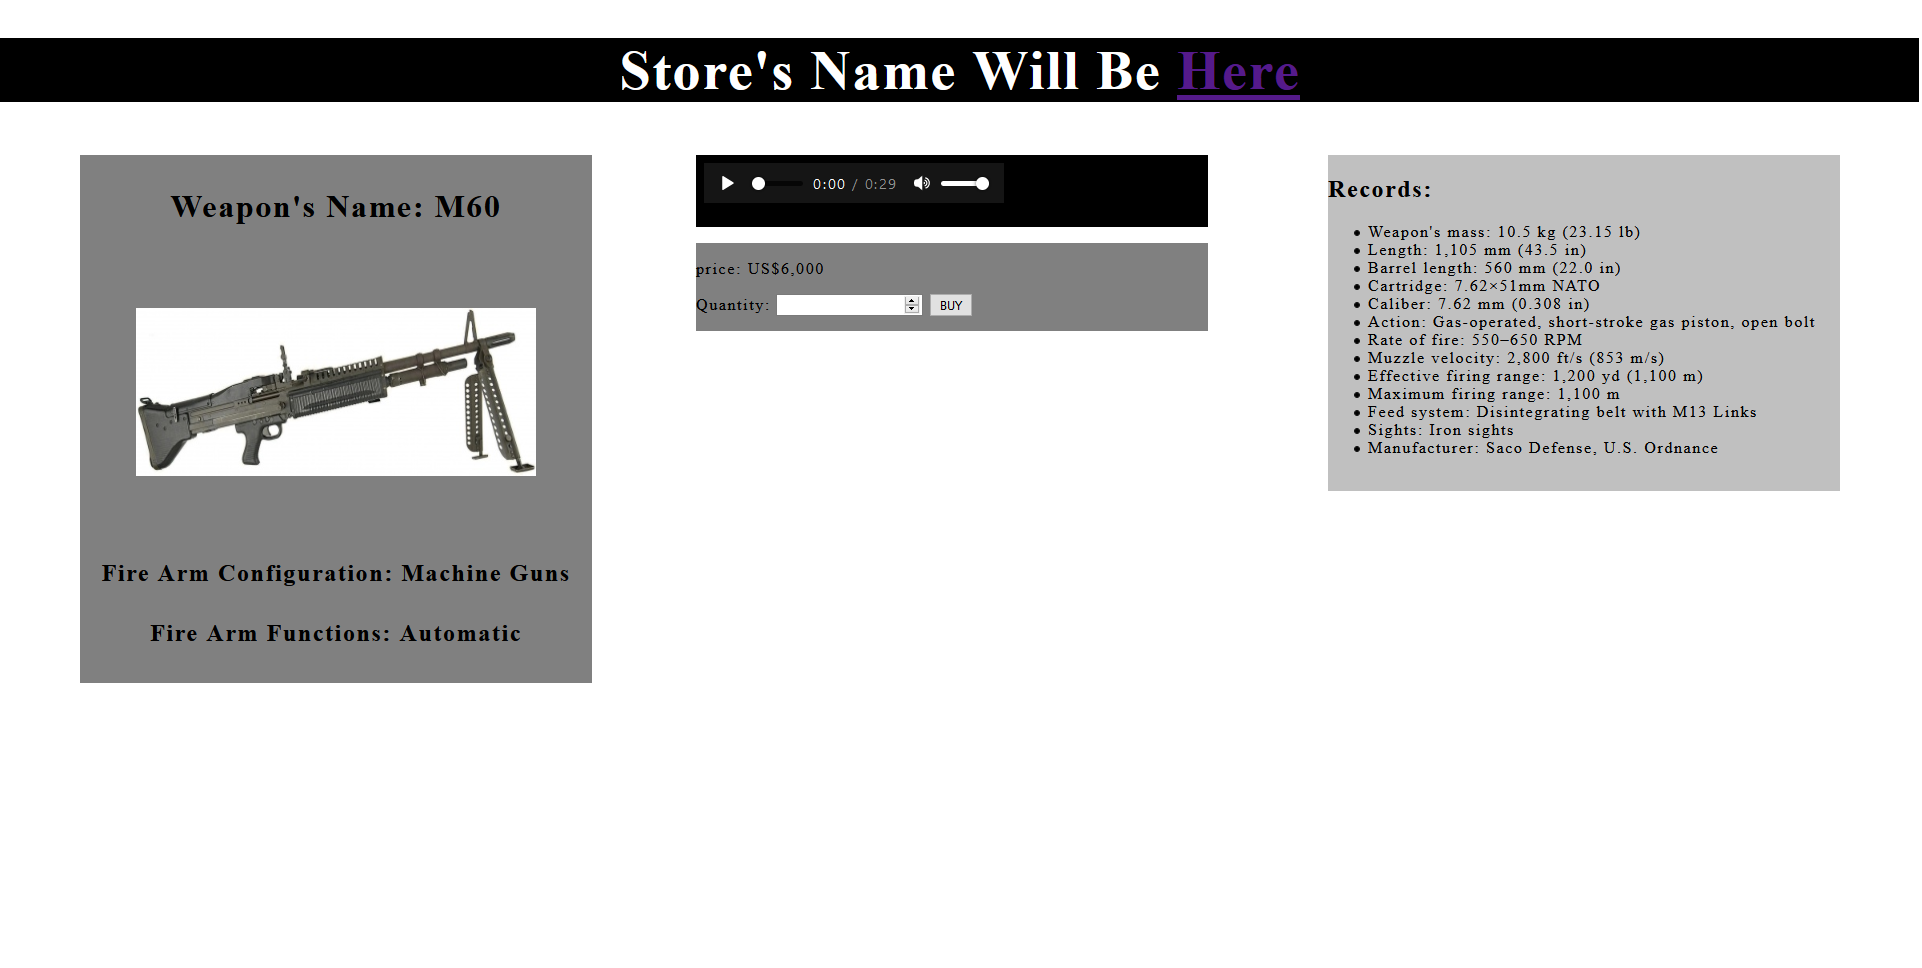 Store's Name Will Be Here
Weapon's Name: M60
Fire Arm Configuration: Machine Guns
Fire Arm Functions: Automatic
0:00 / 0:29
price: US$6,000
Quantity: BUY
Records:
Weapon's mass: 10.5 kg (23.15 lb)
Length: 1,105 mm (43.5 in)
Barrel length: 560 mm (22.0 in)
Cartridge: 7.62×51mm NATO
Caliber: 7.62 mm (0.308 in)
Action: Gas-operated, short-stroke gas piston, open bolt
Rate of fire: 550–650 RPM
Muzzle velocity: 2,800 ft/s (853 m/s)
Effective firing range: 1,200 yd (1,100 m)
Maximum firing range: 1,100 m
Feed system: Disintegrating belt with M13 Links
Sights: Iron sights
Manufacturer: Saco Defense, U.S. Ordnance